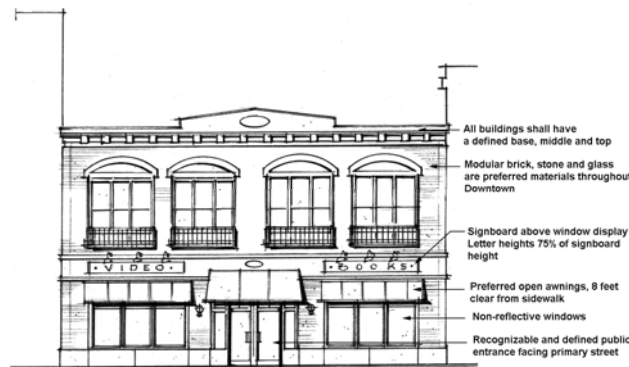 All buildings shall have
a defined base, middle and top
Modular brick, stone and glass
are preferred materials throughout
Downtown
Signboard above window display
Letter heights 75% of signboard
height
VIDEO
BOOKS
Preferred open awnings, 8 feet
clear from sidewalk
Non-reflective windows
Recognizable and defined public
entrance facing primary street